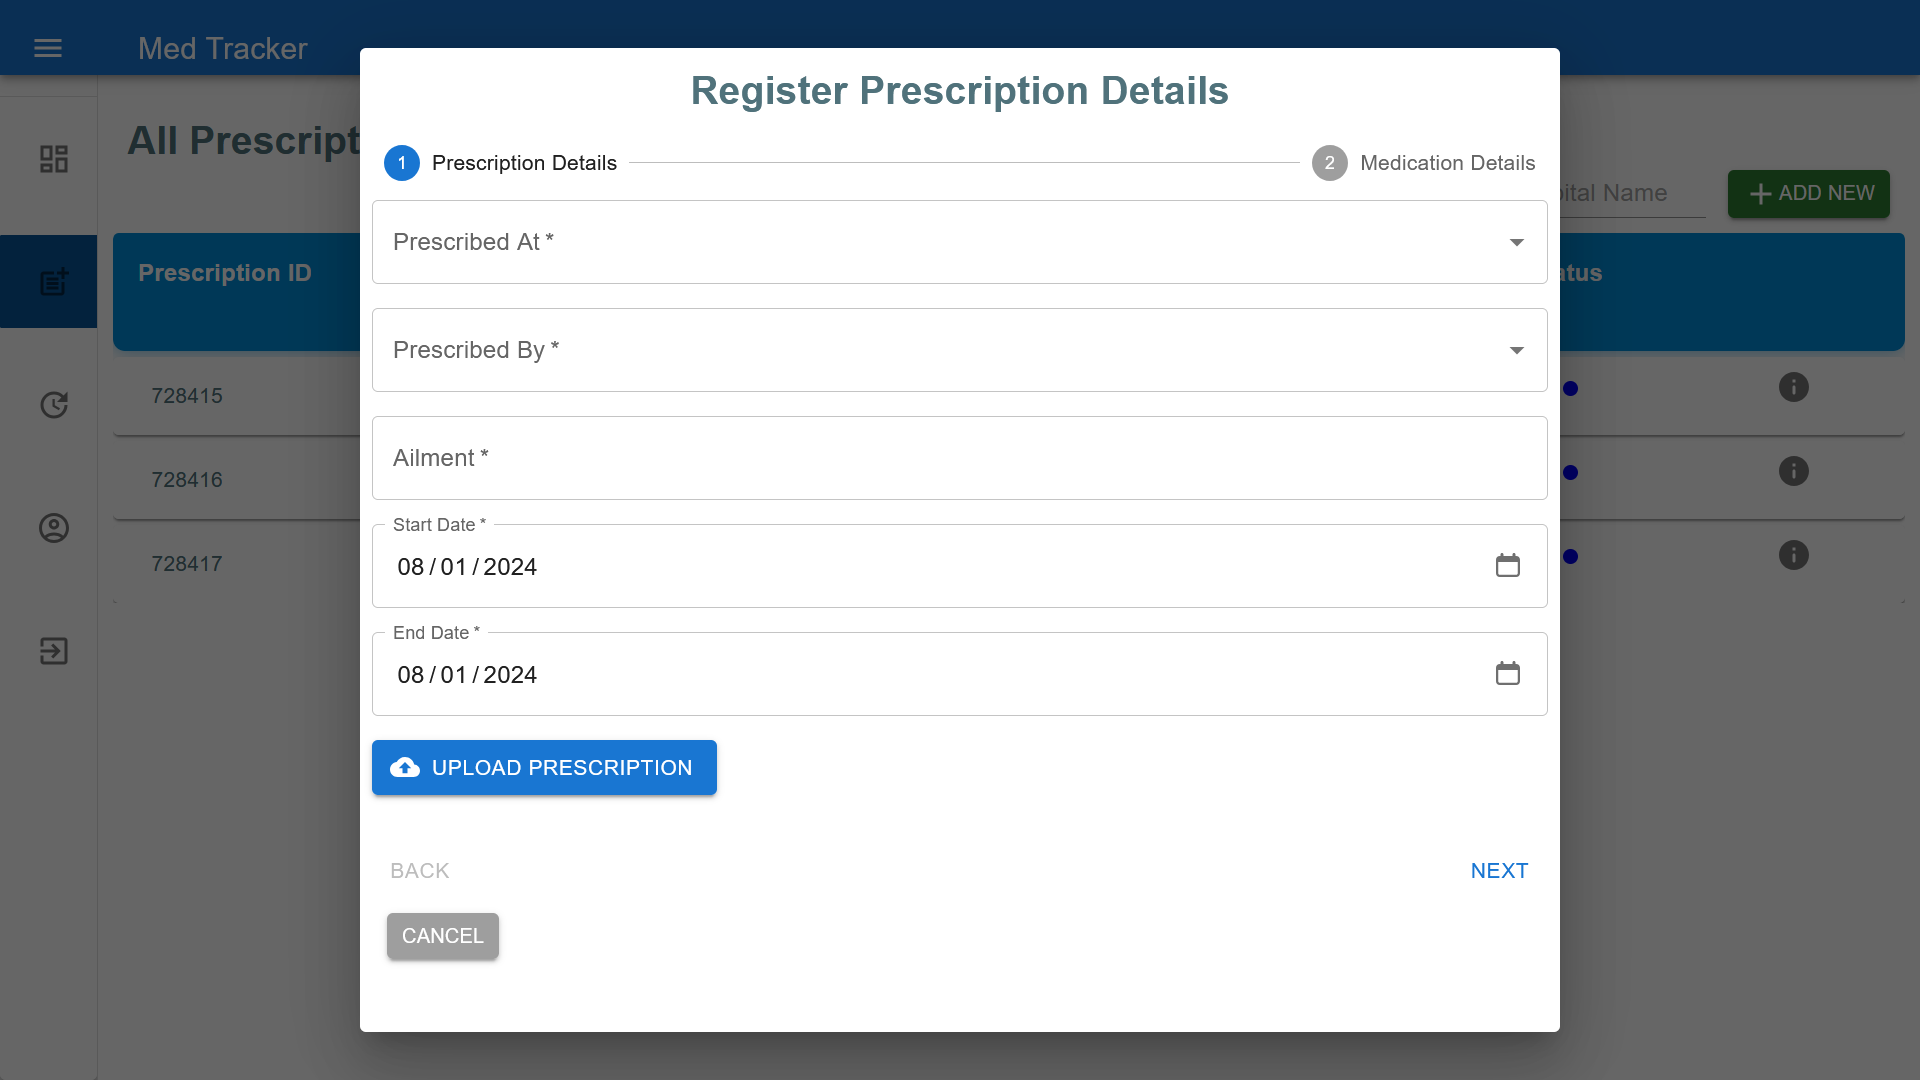 Med Tracker
Register Prescription Details
All Prescript
1 Prescription Details
2 Medication Details
Prescribed At *
pital Name
ADD NEW
Prescription ID
atus
Prescribed By *
728415
Ailment *
728416
Start Date *
08 / 01 / 2024
728417
End Date *
08 / 01 / 2024
UPLOAD PRESCRIPTION
BACK
NEXT
CANCEL